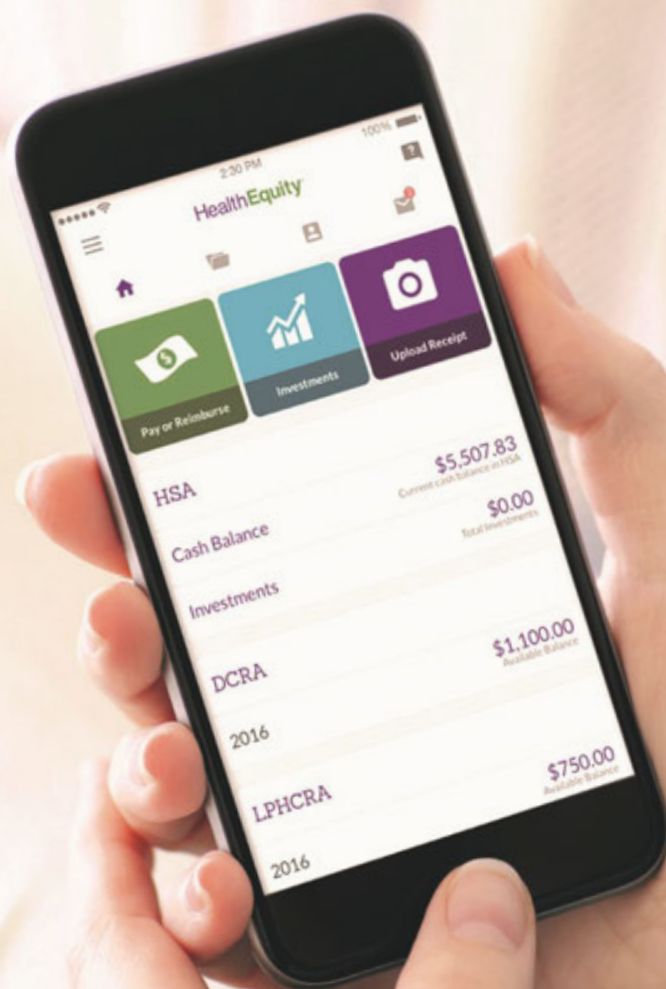 2:30 PM
100%
HealthEquity
?
Pay or Reimburse
Investments
Upload Receipt
HSA
Cash Balance
$5,507.83
Current cash balance in HSA
Investments
$0.00
Total Investments
DCRA
2016
$1,100.00
Available Balance
LPHCRA
2016
$750.00
Available Balance